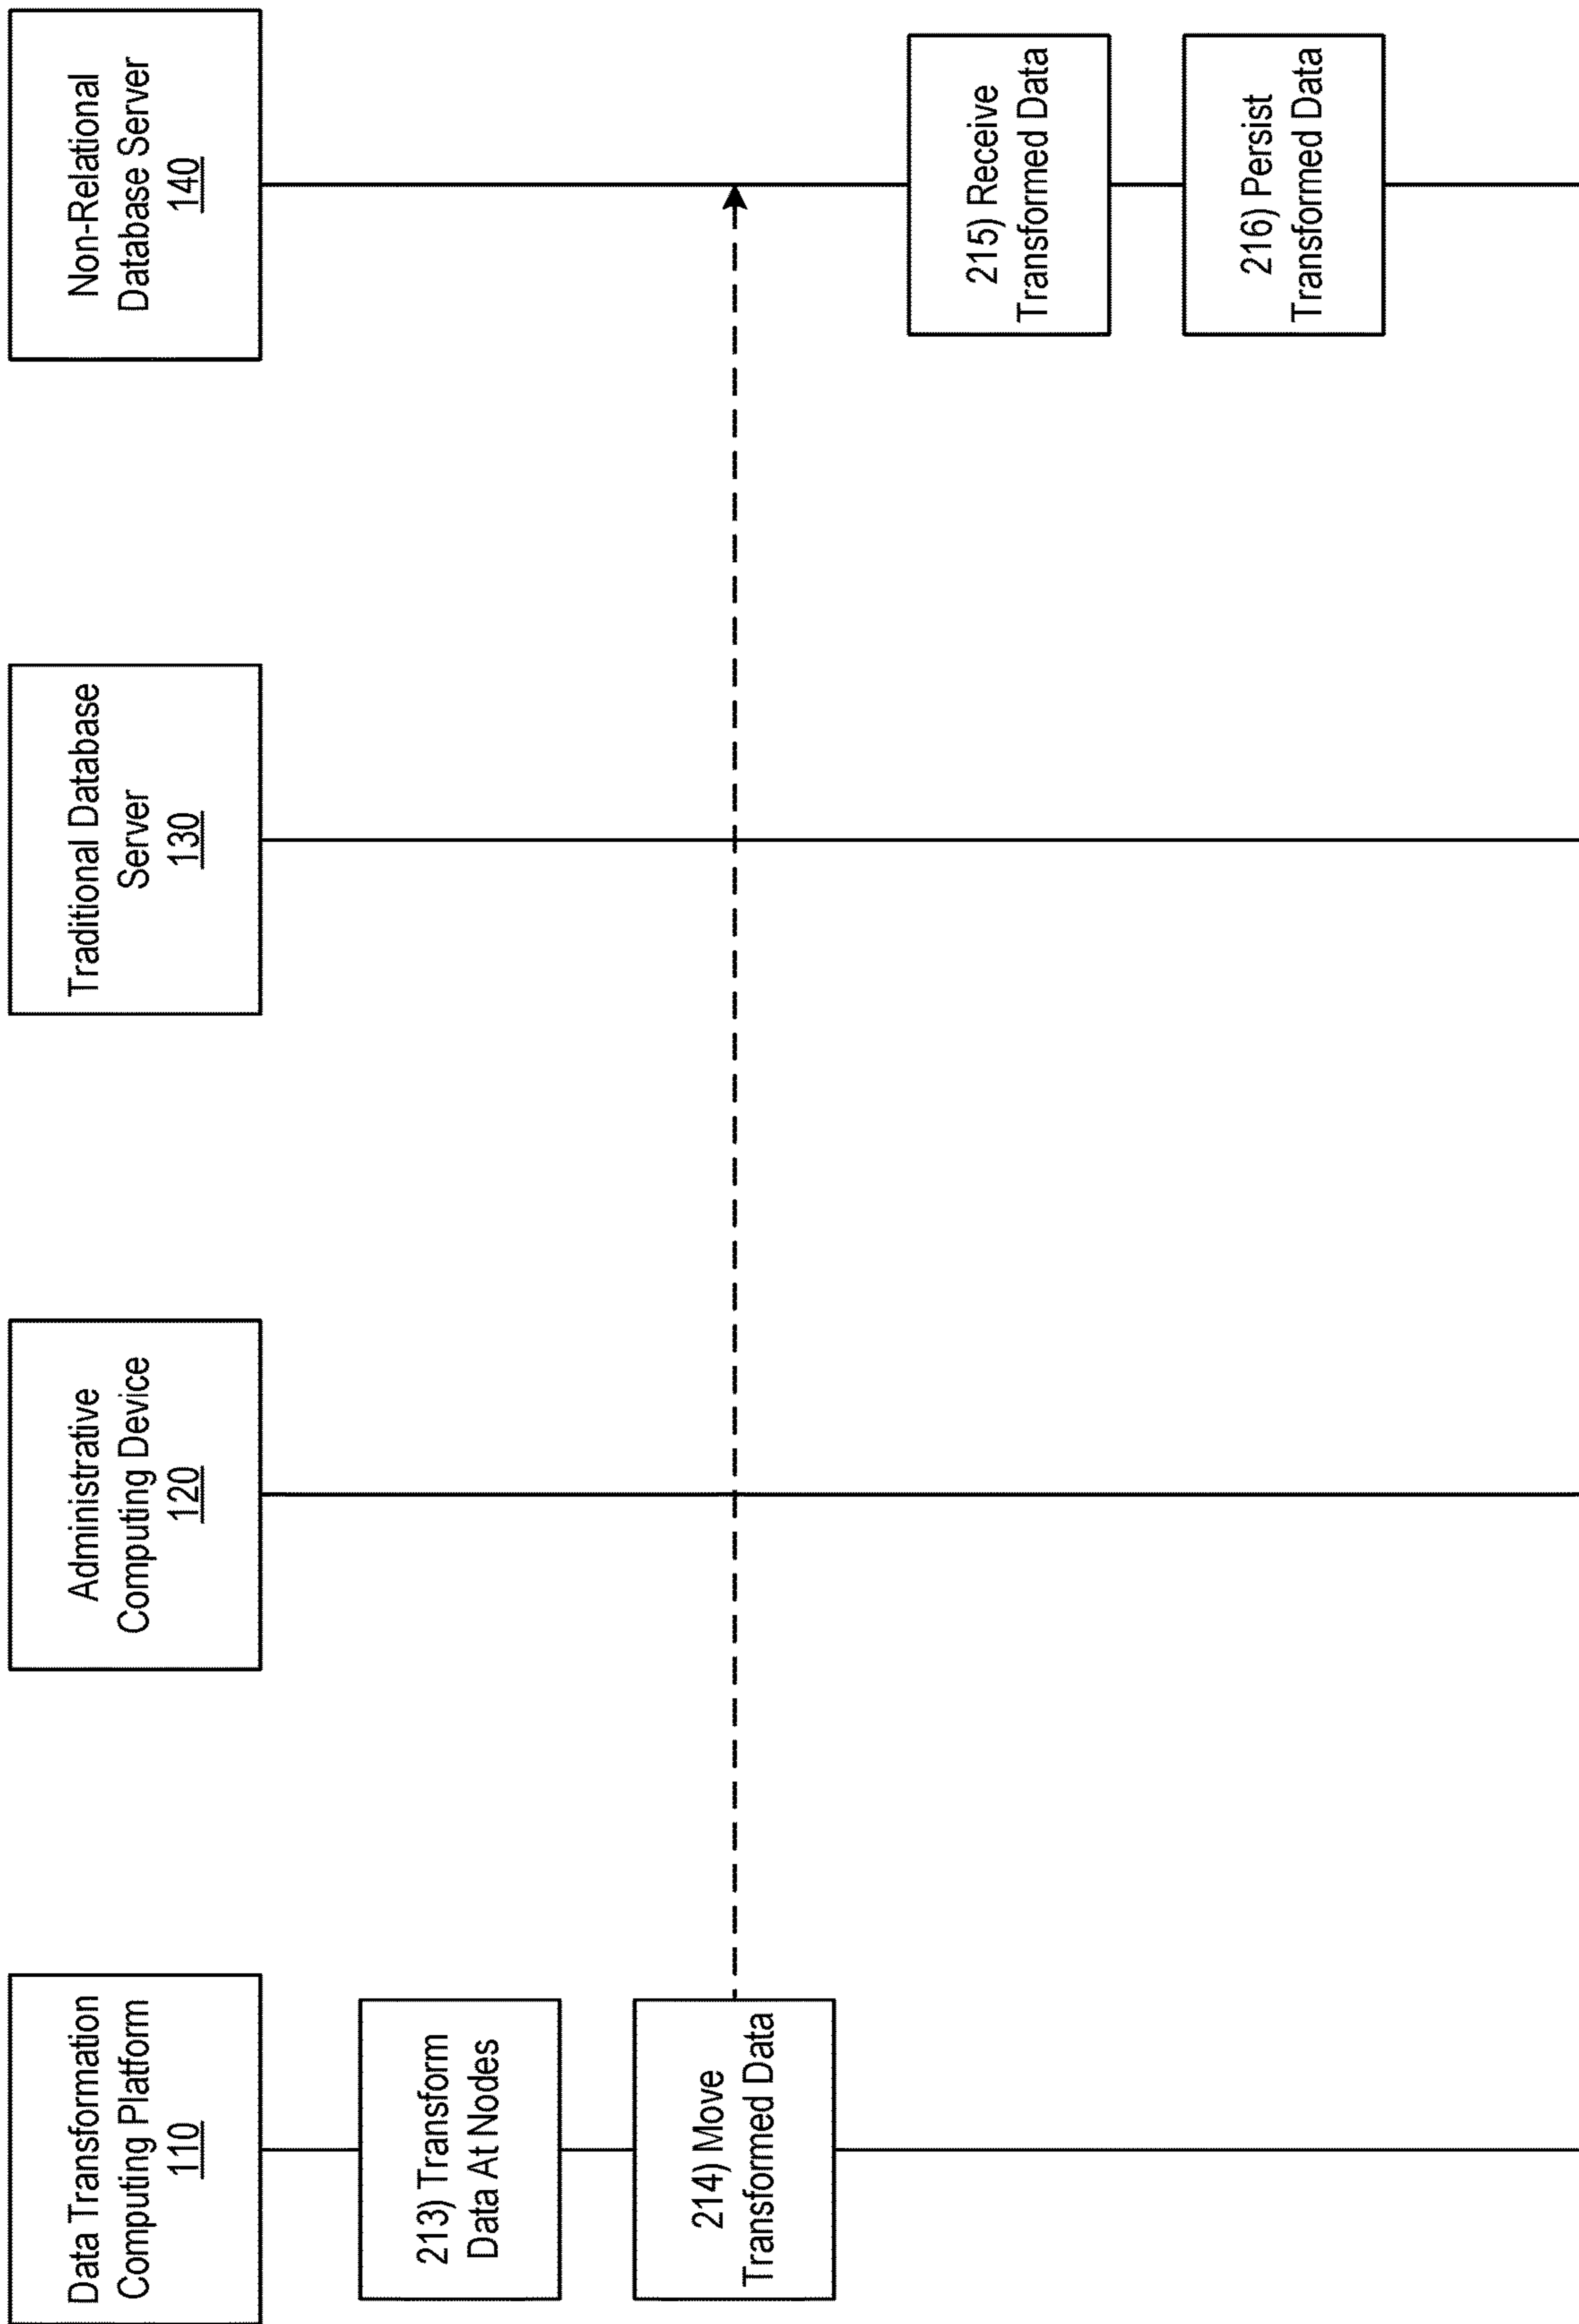 Data Transformation
Computing Platform
110
Administrative
Computing Device
120
Traditional Database
Server
130
Non-Relational
Database Server
140
213) Transform
Data At Nodes
214) Move
Transformed Data
215) Receive
Transformed Data
216) Persist
Transformed Data